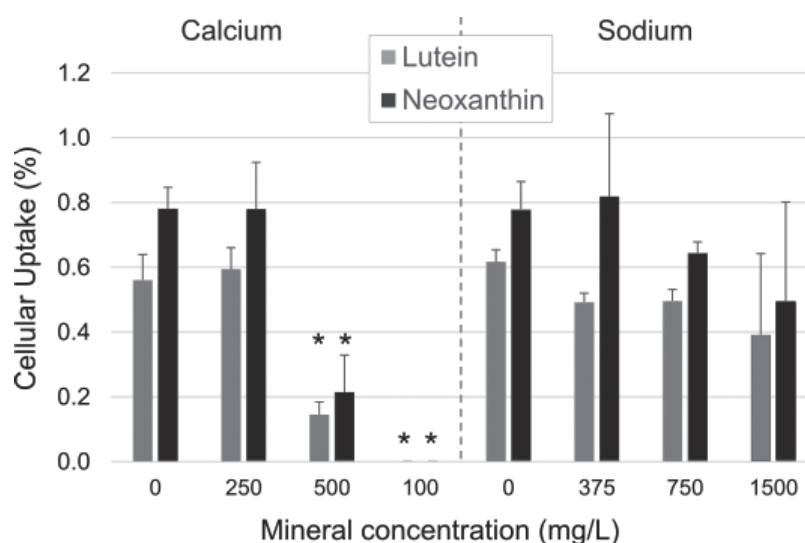 Calcium Sodium
Lutein
Neoxanthin
1.2
1.0
0.8
0.6
0.4
0.2
0.0
Cellular Uptake (%)
* *
* *
0 250 500 100 0 375 750 1500
Mineral concentration (mg/L)